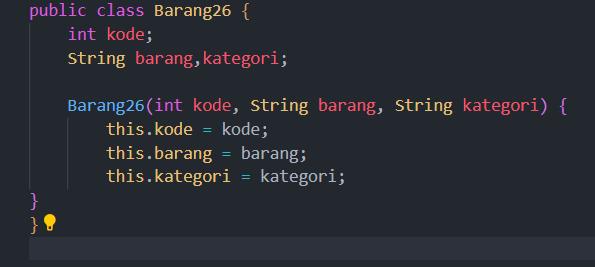 public class Barang26 {
    int kode;
    String barang,kategori;

    Barang26(int kode, String barang, String kategori) {
        this.kode = kode;
        this.barang = barang;
        this.kategori = kategori;
}
}